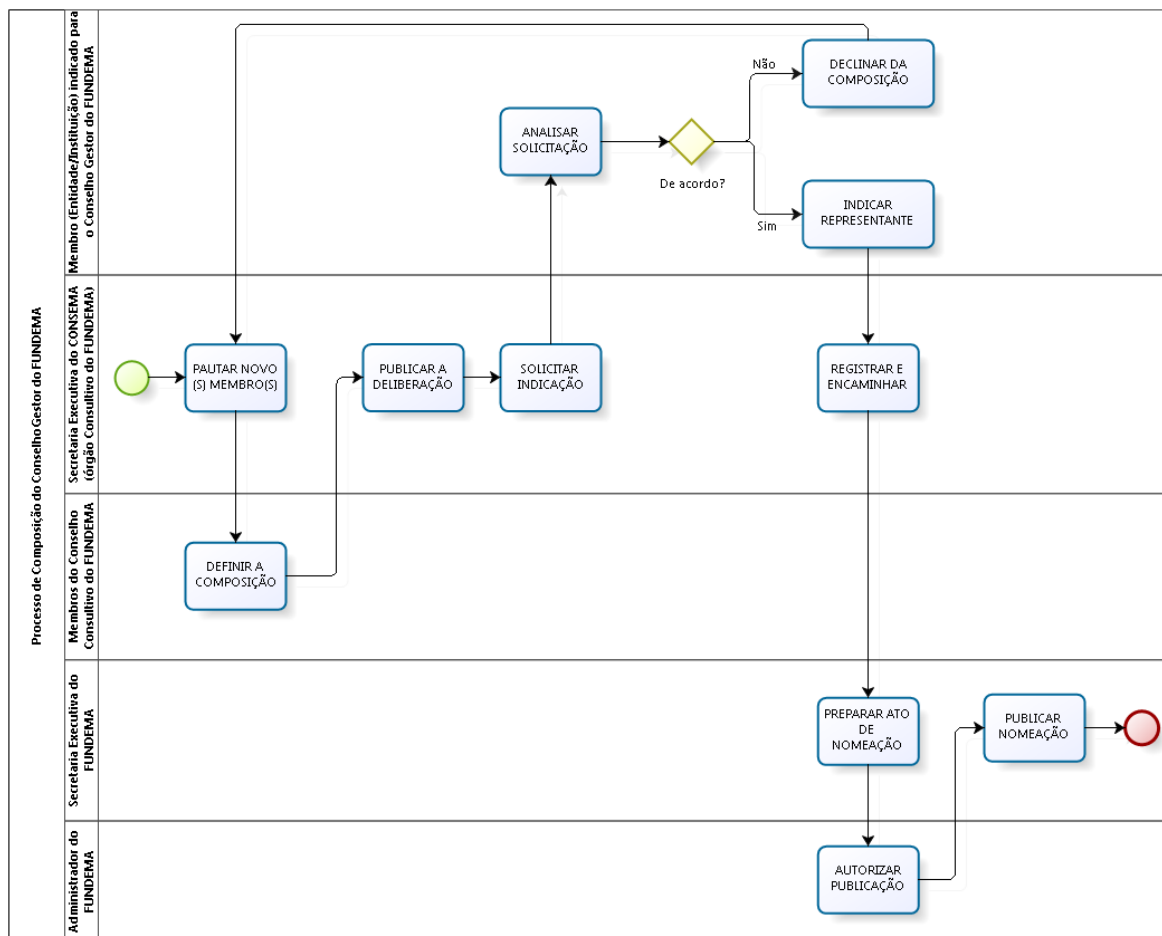 Processo de Composição do Conselho Gestor do FUNDEMA
Membro (Entidade/Instituição) indicado para
o Conselho Gestor do FUNDEMA
Não
DECLINAR DA
COMPOSIÇÃO
ANALISAR
SOLICITAÇÃO
De acordo?
Sim
INDICAR
REPRESENTANTE
Secretaria Executiva do CONSEMA
(órgão Consultivo do FUNDEMA)
PAUTAR NOVO
(S) MEMBRO(S)
PUBLICAR A
DELIBERAÇÃO
SOLICITAR
INDICAÇÃO
REGISTRAR E
ENCAMINHAR
Membros do Conselho
Consultivo do FUNDEMA
DEFINIR A
COMPOSIÇÃO
Secretaria Executiva do
FUNDEMA
PREPARAR ATO
DE
NOMEAÇÃO
PUBLICAR
NOMEAÇÃO
Administrador do
FUNDEMA
AUTORIZAR
PUBLICAÇÃO